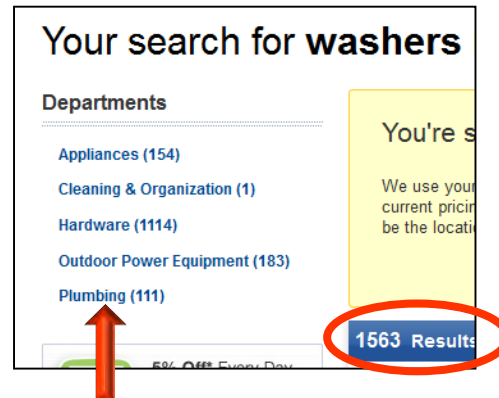 Your search for washers
Departments
Appliances (154)
Cleaning & Organization (1)
Hardware (1114)
Outdoor Power Equipment (183)
Plumbing (111)
You're s
We use your
current pricin
be the locati
1563 Results
5% Off* Every Day